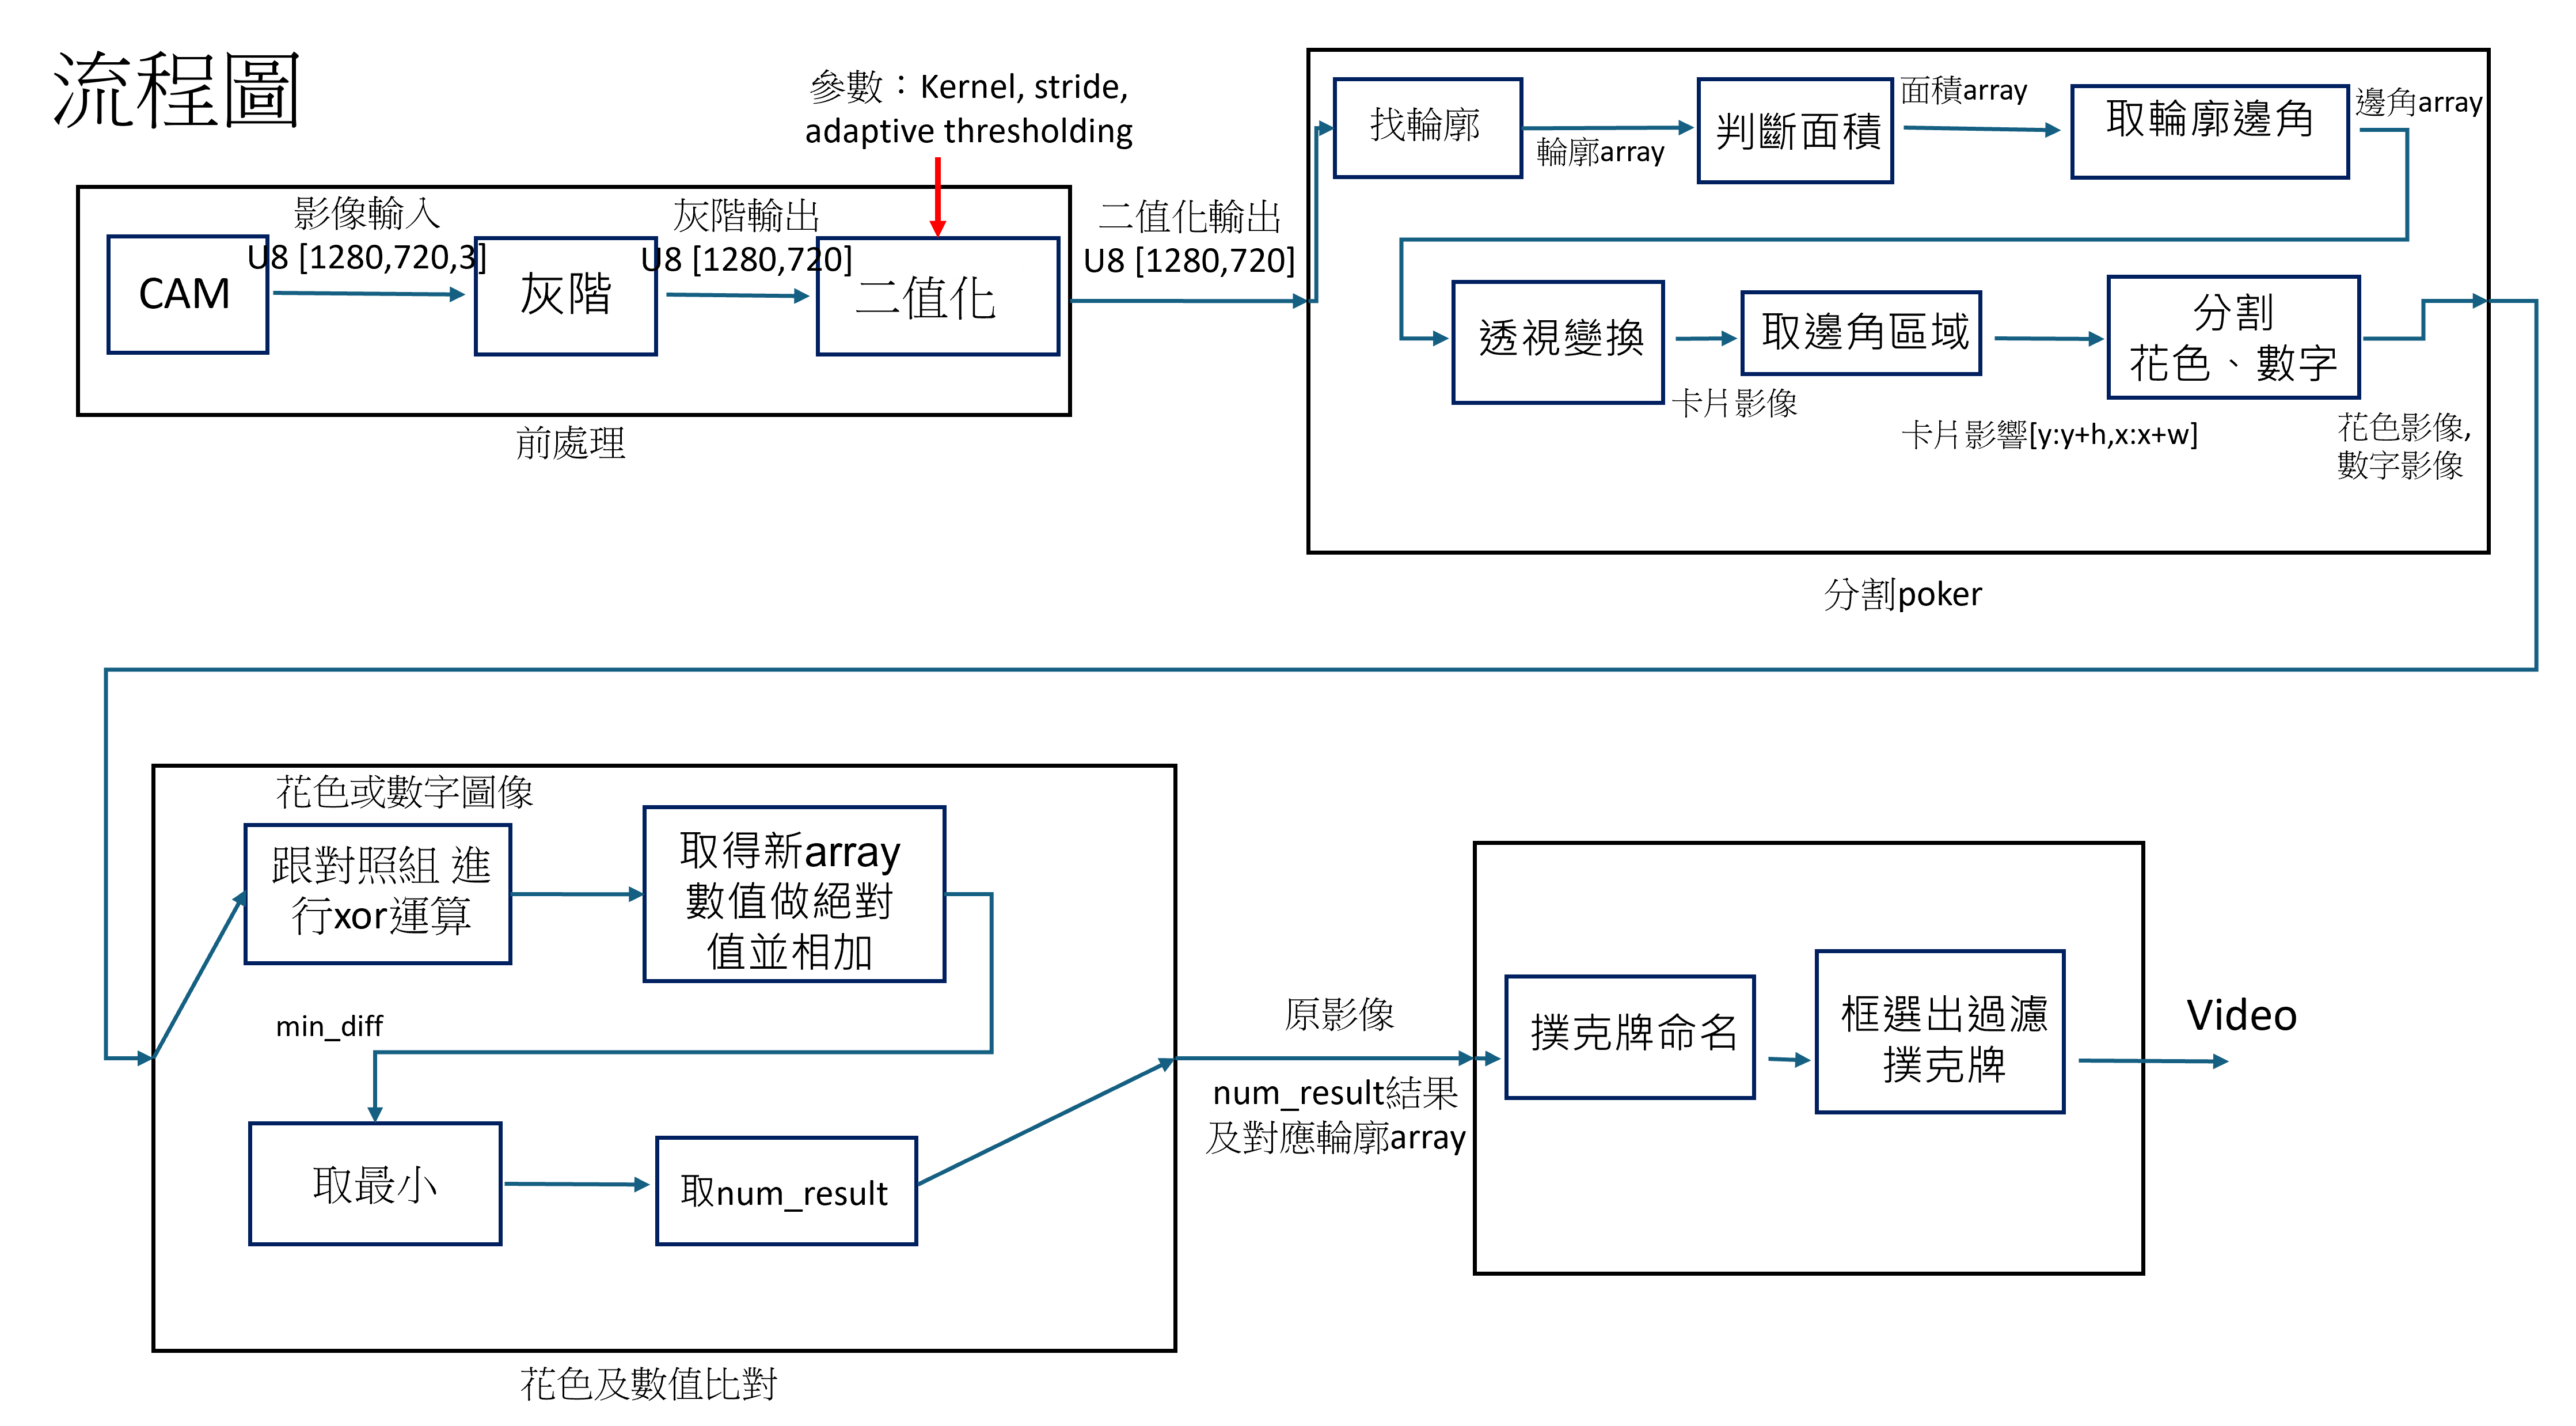 流程圖
參數：Kernel, stride,
adaptive thresholding
影像輸入
U8 [1280,720,3]
灰階輸出
U8 [1280,720]
CAM
灰階
二值化
前處理
二值化輸出
U8 [1280,720]
找輪廓
輪廓array
判斷面積
面積array
取輪廓邊角
邊角array
透視變換
卡片影像
取邊角區域
卡片影響[y:y+h,x:x+w]
分割
花色、數字
花色影像,
數字影像
分割poker
花色或數字圖像
跟對照組 進
行xor運算
取得新array
數值做絕對
值並相加
min_diff
取最小
取num_result
花色及數值比對
原影像
num_result結果
及對應輪廓array
撲克牌命名
框選出過濾
撲克牌
Video